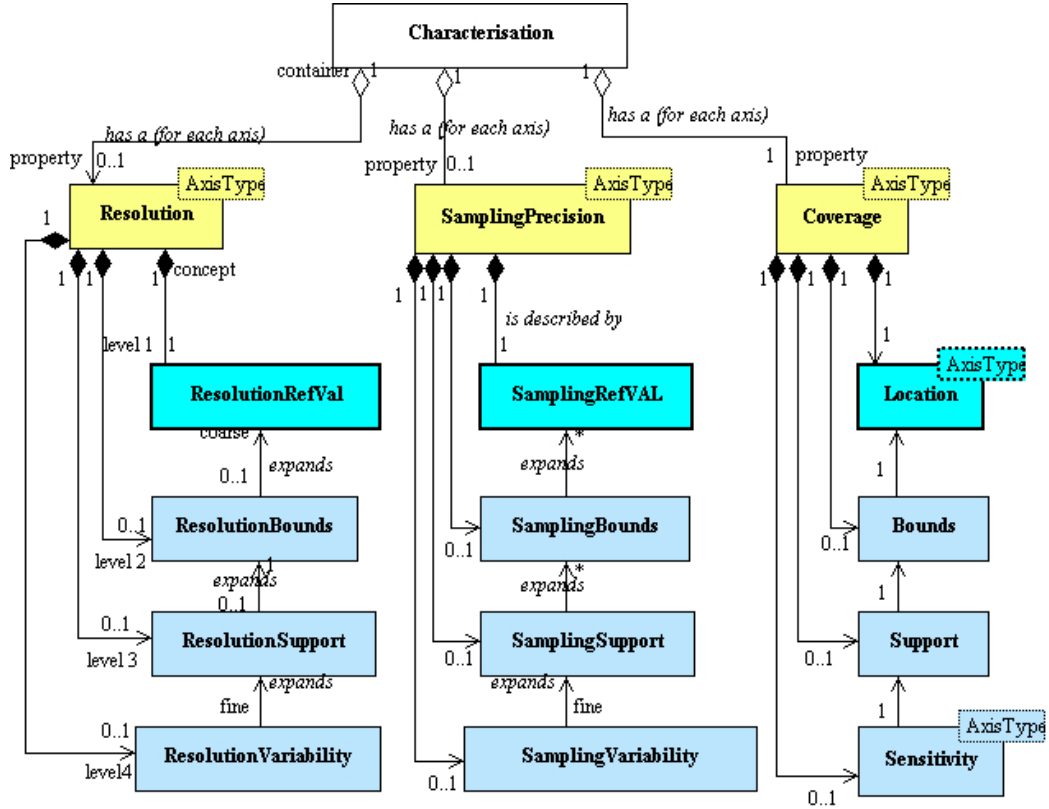 Characterisation
container 1 1 1
has a (for each axis) has a (for each axis) has a (for each axis)
property 0..1 property 0..1 1 property
AxisType AxisType AxisType
Resolution SamplingPrecision Coverage
1
1 1 1 concept 1 1 1 1 1 1 1 1
is described by
level 1 1 1 1
AxisType
ResolutionRefVal SamplingRefVAL Location
coarse *
expands expands
0..1 1
0..1 ResolutionBounds SamplingBounds Bounds
level 2 0..1 0..1
1 *
expands expands
0..1 1
0..1 ResolutionSupport SamplingSupport Support
level 3 0..1 0..1
expands expands
fine fine 1
AxisType
0..1 ResolutionVariability SamplingVariability Sensitivity
level4 0..1 0..1